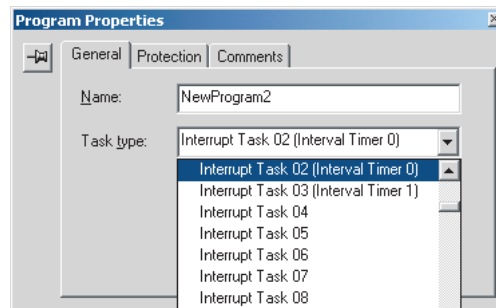 Program Properties
General Protection Comments
Name: NewProgram2
Task type: Interrupt Task 02 (Interval Timer 0)
Interrupt Task 02 (Interval Timer 0)
Interrupt Task 03 (Interval Timer 1)
Interrupt Task 04
Interrupt Task 05
Interrupt Task 06
Interrupt Task 07
Interrupt Task 08